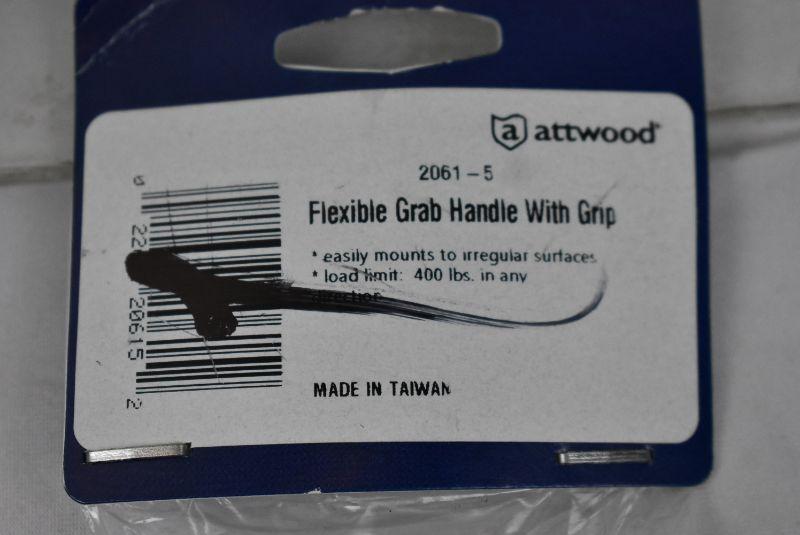 a attwood
2061-5
Flexible Grab Handle With Grip
* easily mounts to irregular surfaces
* load limit: 400 lbs. in any
direction
MADE IN TAIWAN
0
20615
2